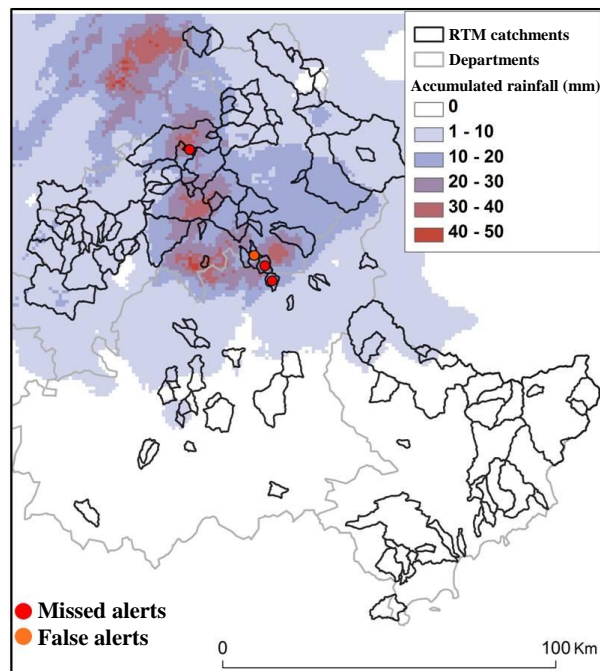 RTM catchments
Departments
Accumulated rainfall (mm)
0
1 - 10
10 - 20
20 - 30
30 - 40
40 - 50
Missed alerts
False alerts
0 100 Km